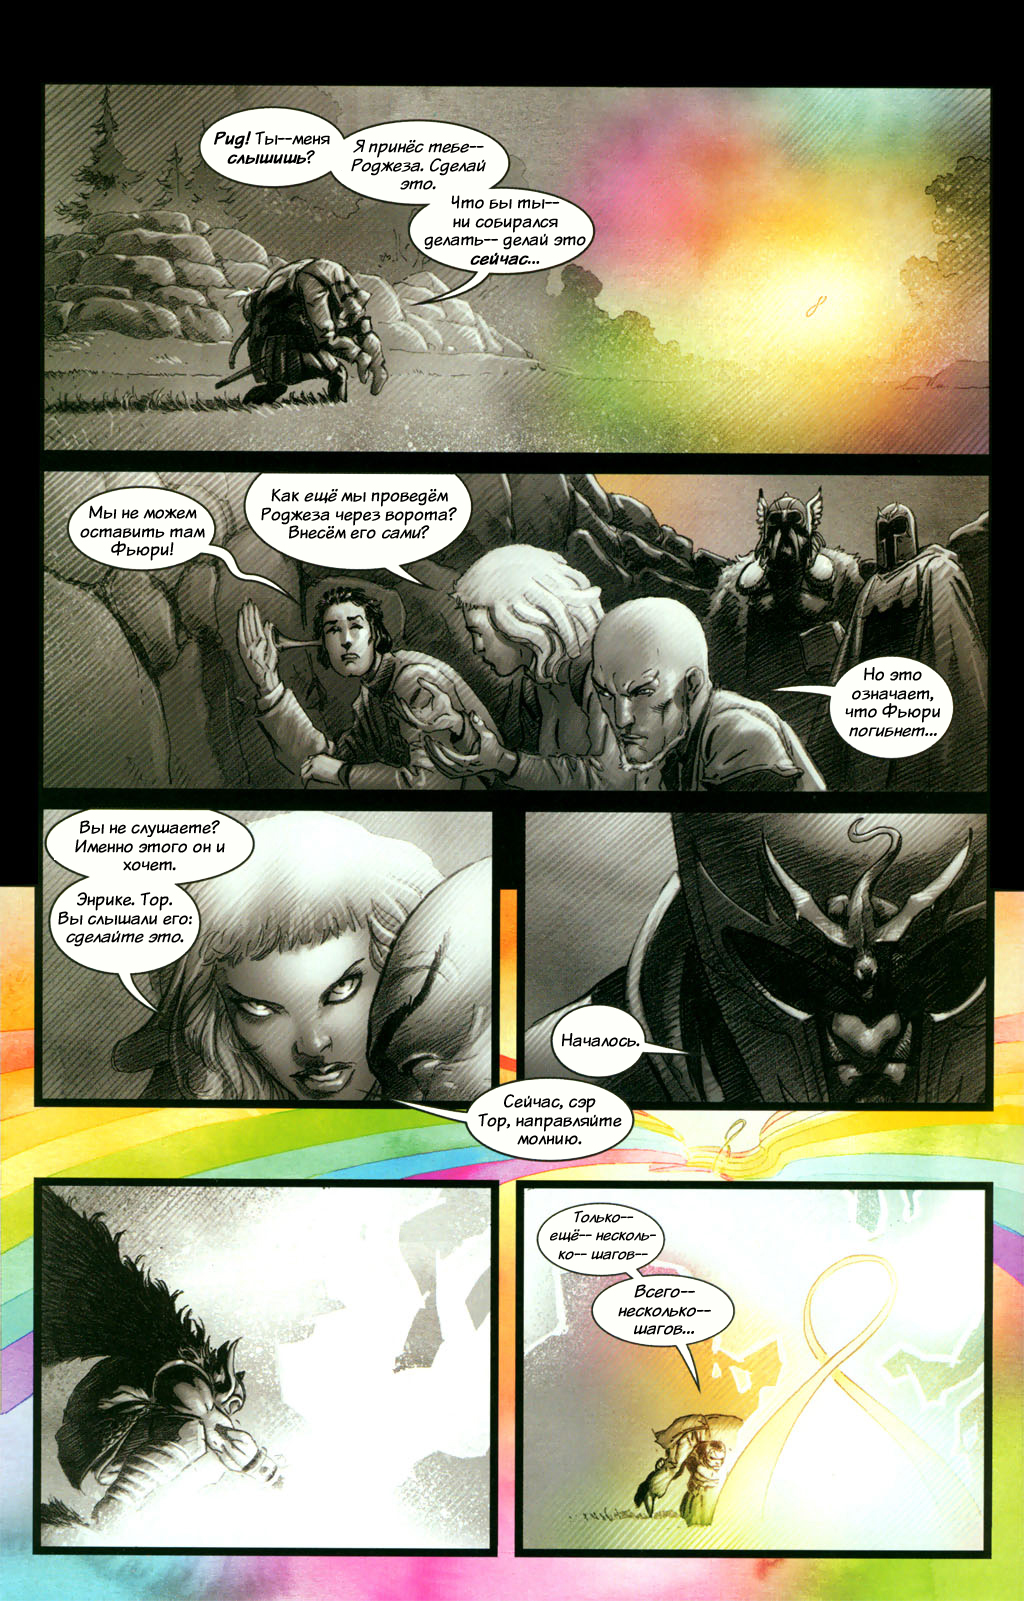 Рид! Ты--меня
слышишь?
Я принёс тебе--
Роджеза. Сделай
это.
Что бы ты--
ни собирался
делать-- делай это
сейчас...
Мы не можем
оставить там
Фьюри!
Как ещё мы проведём
Роджеза через ворота?
Внесём его сами?
Но это
означает,
что Фьюри
погибнет...
Вы не слушаете?
Именно этого он и
хочет.
Энрике. Тор.
Вы слышали его:
сделайте это.
Началось.
Сейчас, сэр
Тор, направляйте
молнию.
Только--
ещё-- несколь-
ко-- шагов--
Всего--
несколько--
шагов...